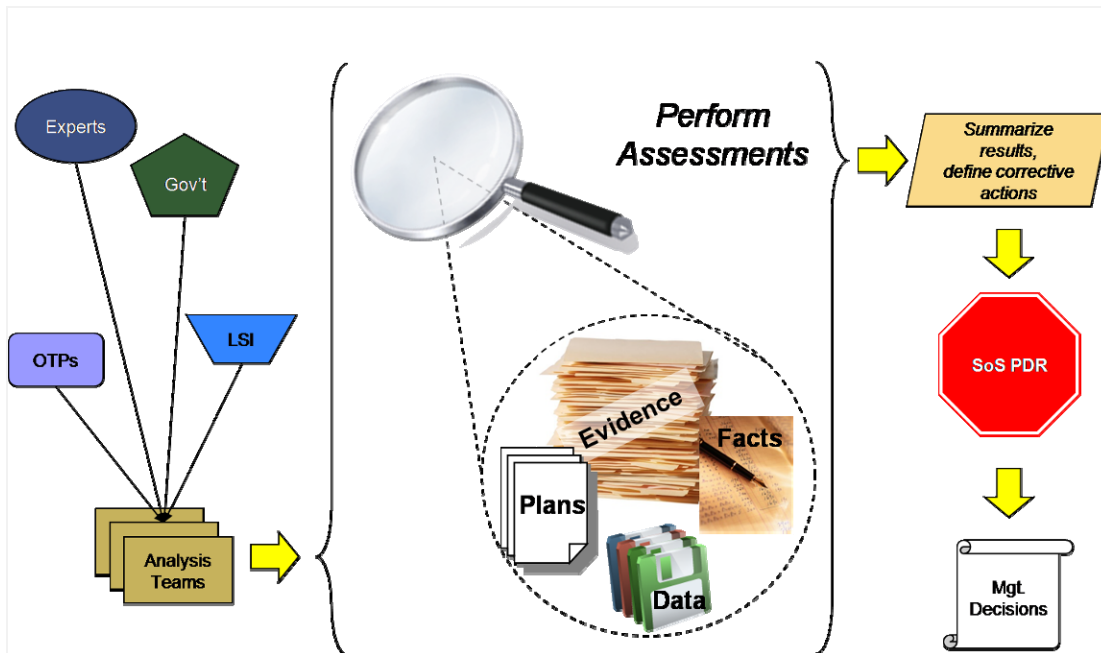 Experts
Gov't
OTPs
LSI
Analysis
Teams
Perform
Assessments
Evidence
Facts
Plans
Data
Summarize
results,
define corrective
actions
SoS PDR
Mgt.
Decisions